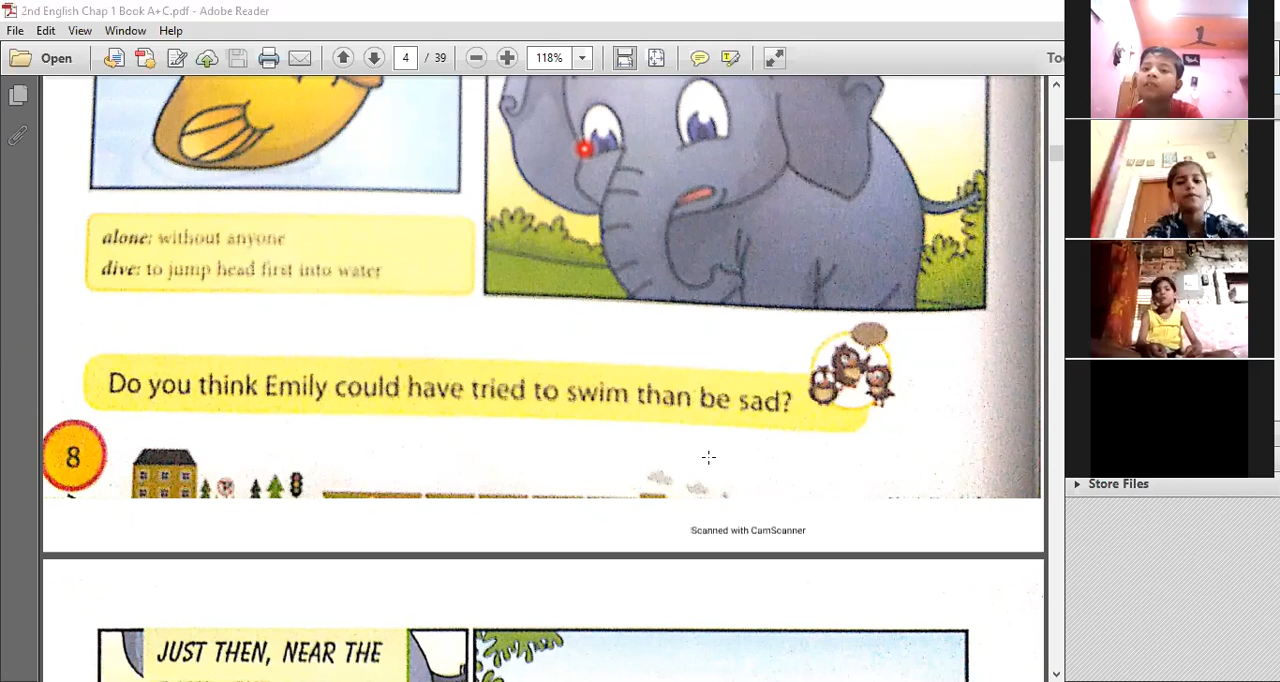 2nd English Chap 1 Book A+C.pdf - Adobe Reader
File Edit View Window Help
Open 4 / 39 118%
alone: without anyone
dive: to jump head first into water
Do you think Emily could have tried to swim than be sad?
8
Scanned with CamScanner
JUST THEN, NEAR THE
Store Files